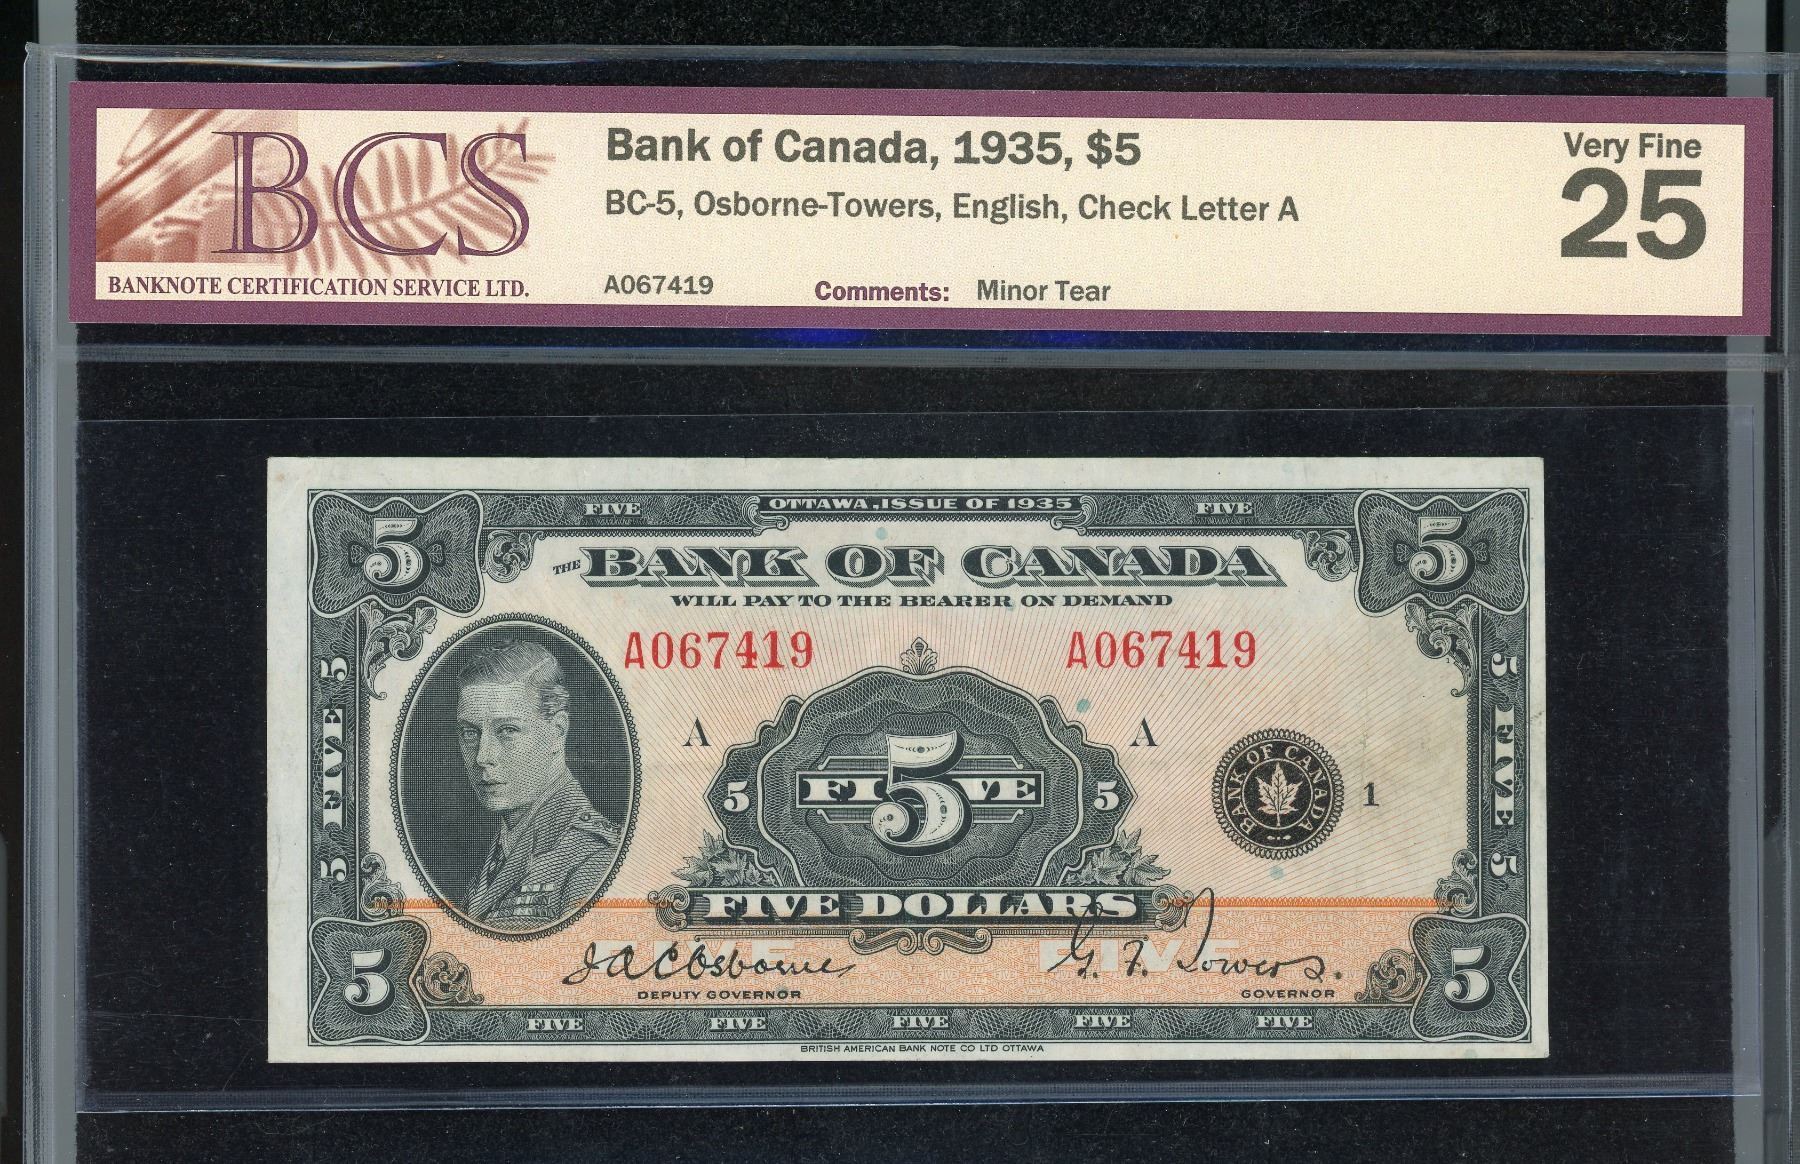 BCS
BANKNOTE CERTIFICATION SERVICE LTD.
Bank of Canada, 1935, $5
BC-5, Osborne-Towers, English, Check Letter A
A067419 Comments: Minor Tear
Very Fine
25
5 FIVE OTTAWA, ISSUE OF 1935 FIVE 5
THE BANK OF CANADA
WILL PAY TO THE BEARER ON DEMAND
A067419 A067419
A A
5 FIVE 5
5 FIVE 5 5
BANK OF CANADA
1
5 FIVE 5
FIVE DOLLARS
FIVE FIVE
J A C Osborne G. F. Towers.
DEPUTY GOVERNOR GOVERNOR
5 5
FIVE FIVE FIVE FIVE FIVE
BRITISH AMERICAN BANK NOTE CO LTD OTTAWA